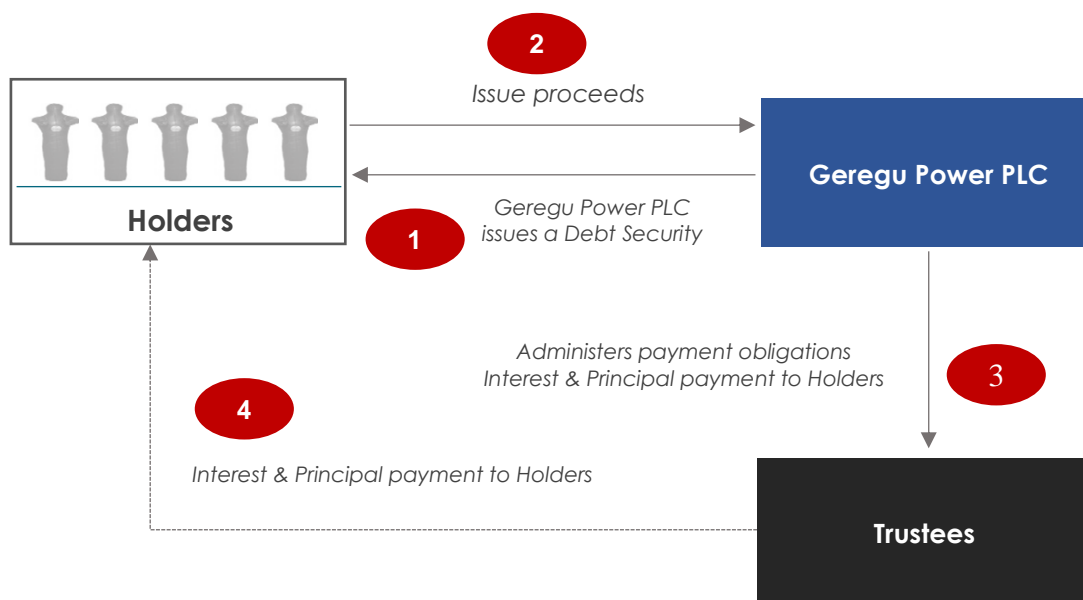 2
Issue proceeds
Geregu Power PLC
Holders
1
Geregu Power PLC
issues a Debt Security
Administers payment obligations
Interest & Principal payment to Holders
3
4
Interest & Principal payment to Holders
Trustees